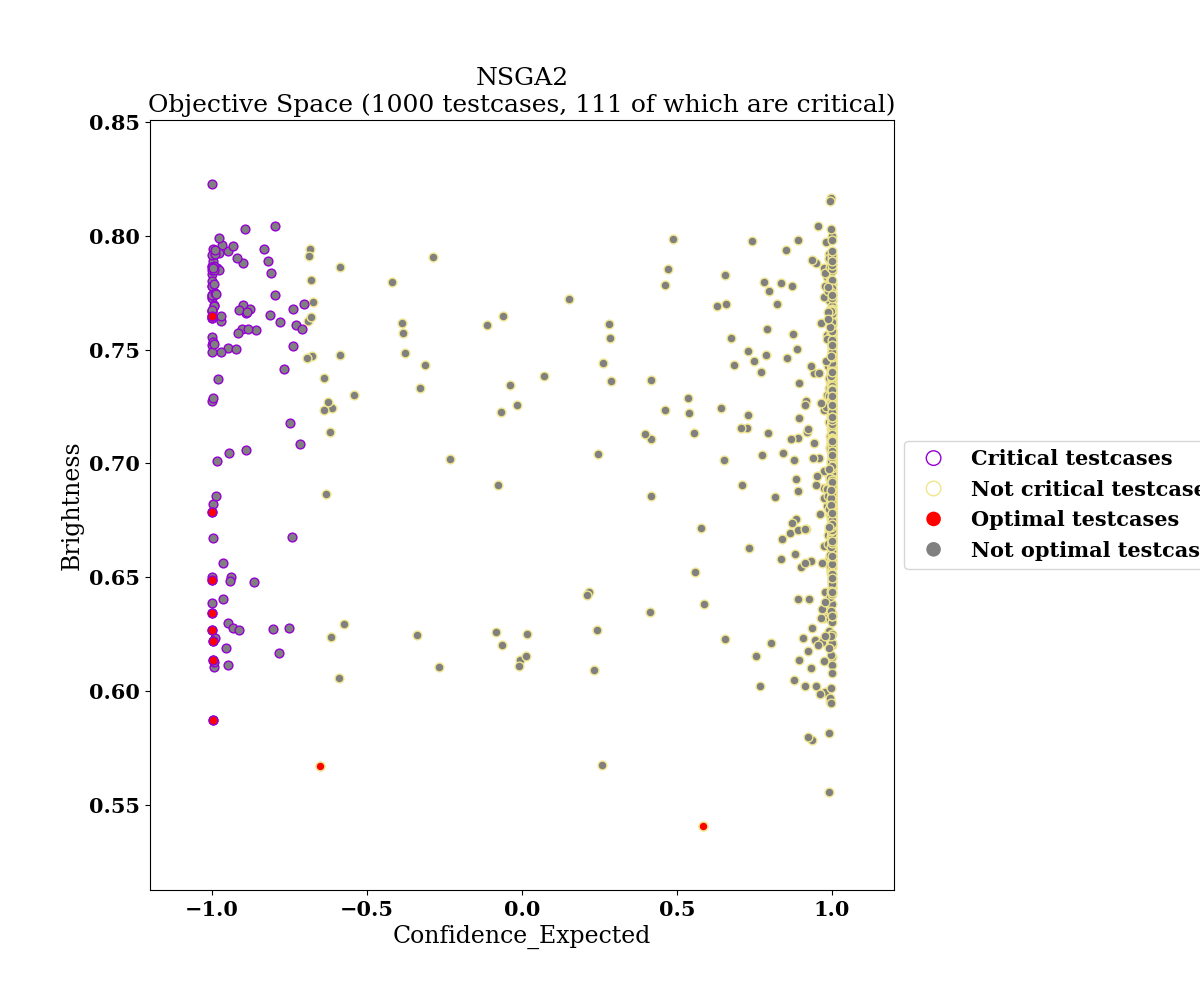 NSGA2
Objective Space (1000 testcases, 111 of which are critical)
0.85
0.80
0.75
0.70
0.65
0.60
0.55
Brightness
−1.0
−0.5
0.0
0.5
1.0
Confidence_Expected
Critical testcases
Not critical testcase
Optimal testcases
Not optimal testcas